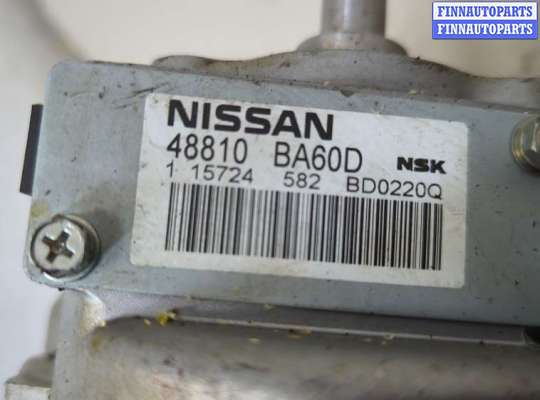 FINNAUTOPARTS
FINNAUTOPARTS
NISSAN
48810 BA60D NSK
1 15724 582 BD0220Q